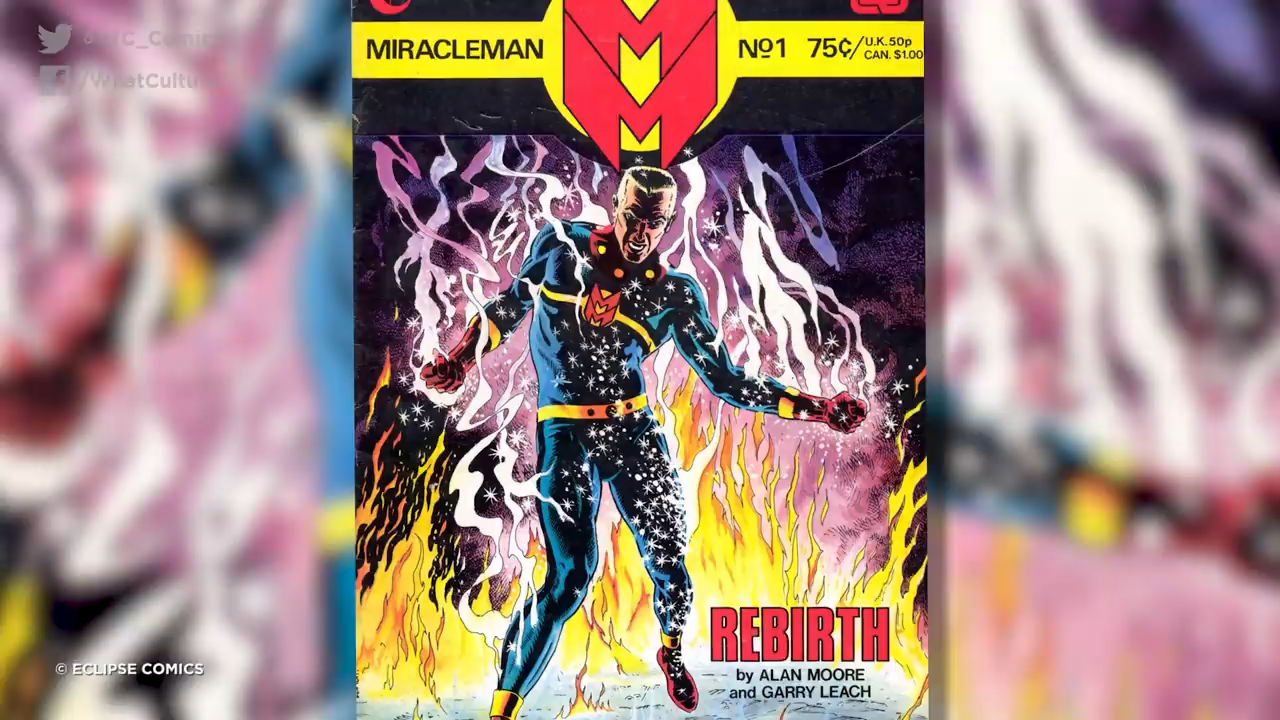 MIRACLEMAN
Nº1 75¢/U.K. 50p
CAN. $1.00
REBIRTH
by ALAN MOORE
and GARRY LEACH
© ECLIPSE COMICS